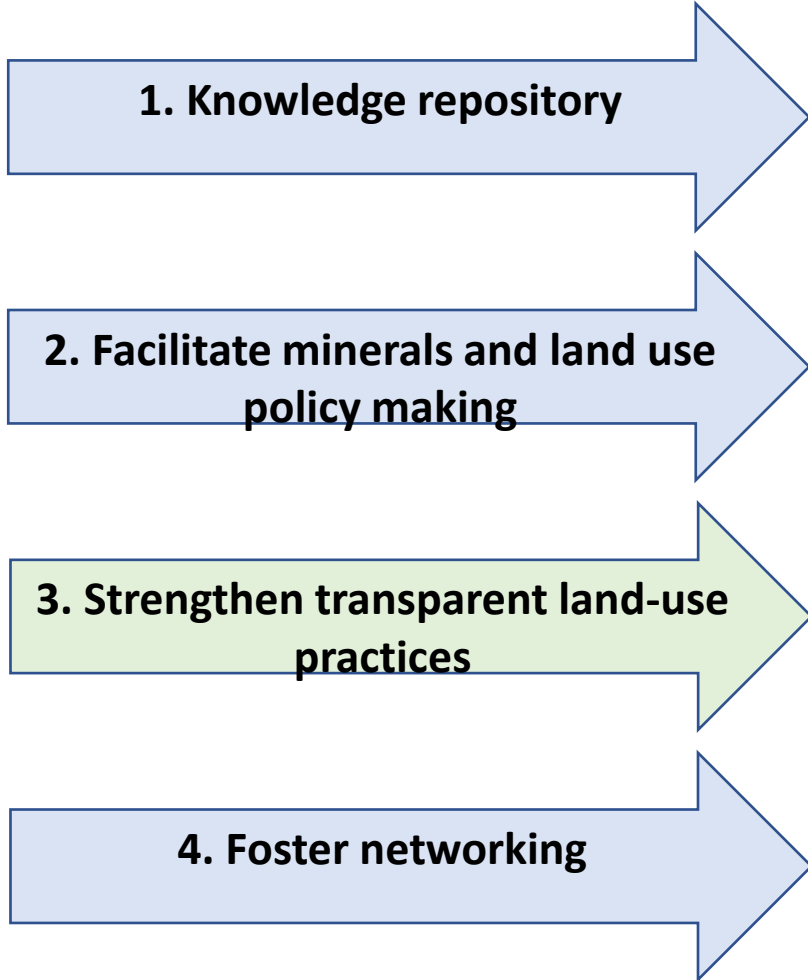 1. Knowledge repository
2. Facilitate minerals and land use
policy making
3. Strengthen transparent land-use
practices
4. Foster networking